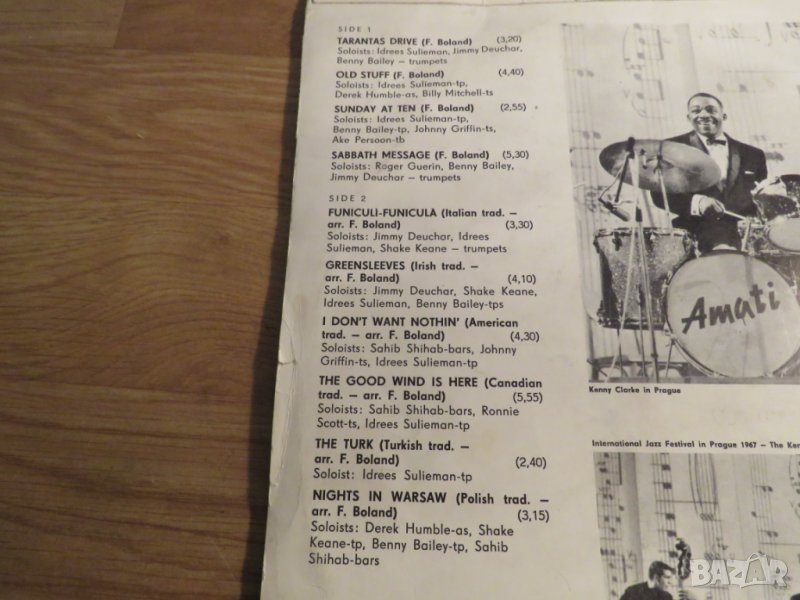 SIDE 1
TARANTAS DRIVE (F. Boland) (3,20)
Soloists: Idrees Sulieman, Jimmy Deuchar,
Benny Bailey – trumpets
OLD STUFF (F. Boland) (4,40)
Soloists: Idrees Sulieman-tp,
Derek Humble-as, Billy Mitchell-ts
SUNDAY AT TEN (F. Boland) (2,55)
Soloists: Idrees Sulieman-tp,
Benny Bailey-tp, Johnny Griffin-ts,
Ake Persoon-tb
SABBATH MESSAGE (F. Boland) (5,30)
Soloists: Roger Guerin, Benny Bailey,
Jimmy Deuchar – trumpets
SIDE 2
FUNICULI-FUNICULA (Italian trad. –
arr. F. Boland) (3,30)
Soloists: Jimmy Deuchar, Idrees
Sulieman, Shake Keane – trumpets
GREENSLEEVES (Irish trad. –
arr. F. Boland) (4,10)
Soloists: Jimmy Deuchar, Shake Keane,
Idrees Sulieman, Benny Bailey-tps
I DON'T WANT NOTHIN' (American
trad. – arr. F. Boland) (4,30)
Soloists: Sahib Shihab-bars, Johnny
Griffin-ts, Idrees Sulieman-tp
THE GOOD WIND IS HERE (Canadian
trad. – arr. F. Boland) (5,55)
Soloists: Sahib Shihab-bars, Ronnie
Scott-ts, Idrees Sulieman-tp
THE TURK (Turkish trad. –
arr. F. Boland) (2,40)
Soloist: Idrees Sulieman-tp
NIGHTS IN WARSAW (Polish trad. –
arr. F. Boland) (3,15)
Soloists: Derek Humble-as, Shake
Keane-tp, Benny Bailey-tp, Sahib
Shihab-bars
Amati
Kenny Clarke in Prague
International Jazz Festival in Prague 1967 – The Ken
BAZAR